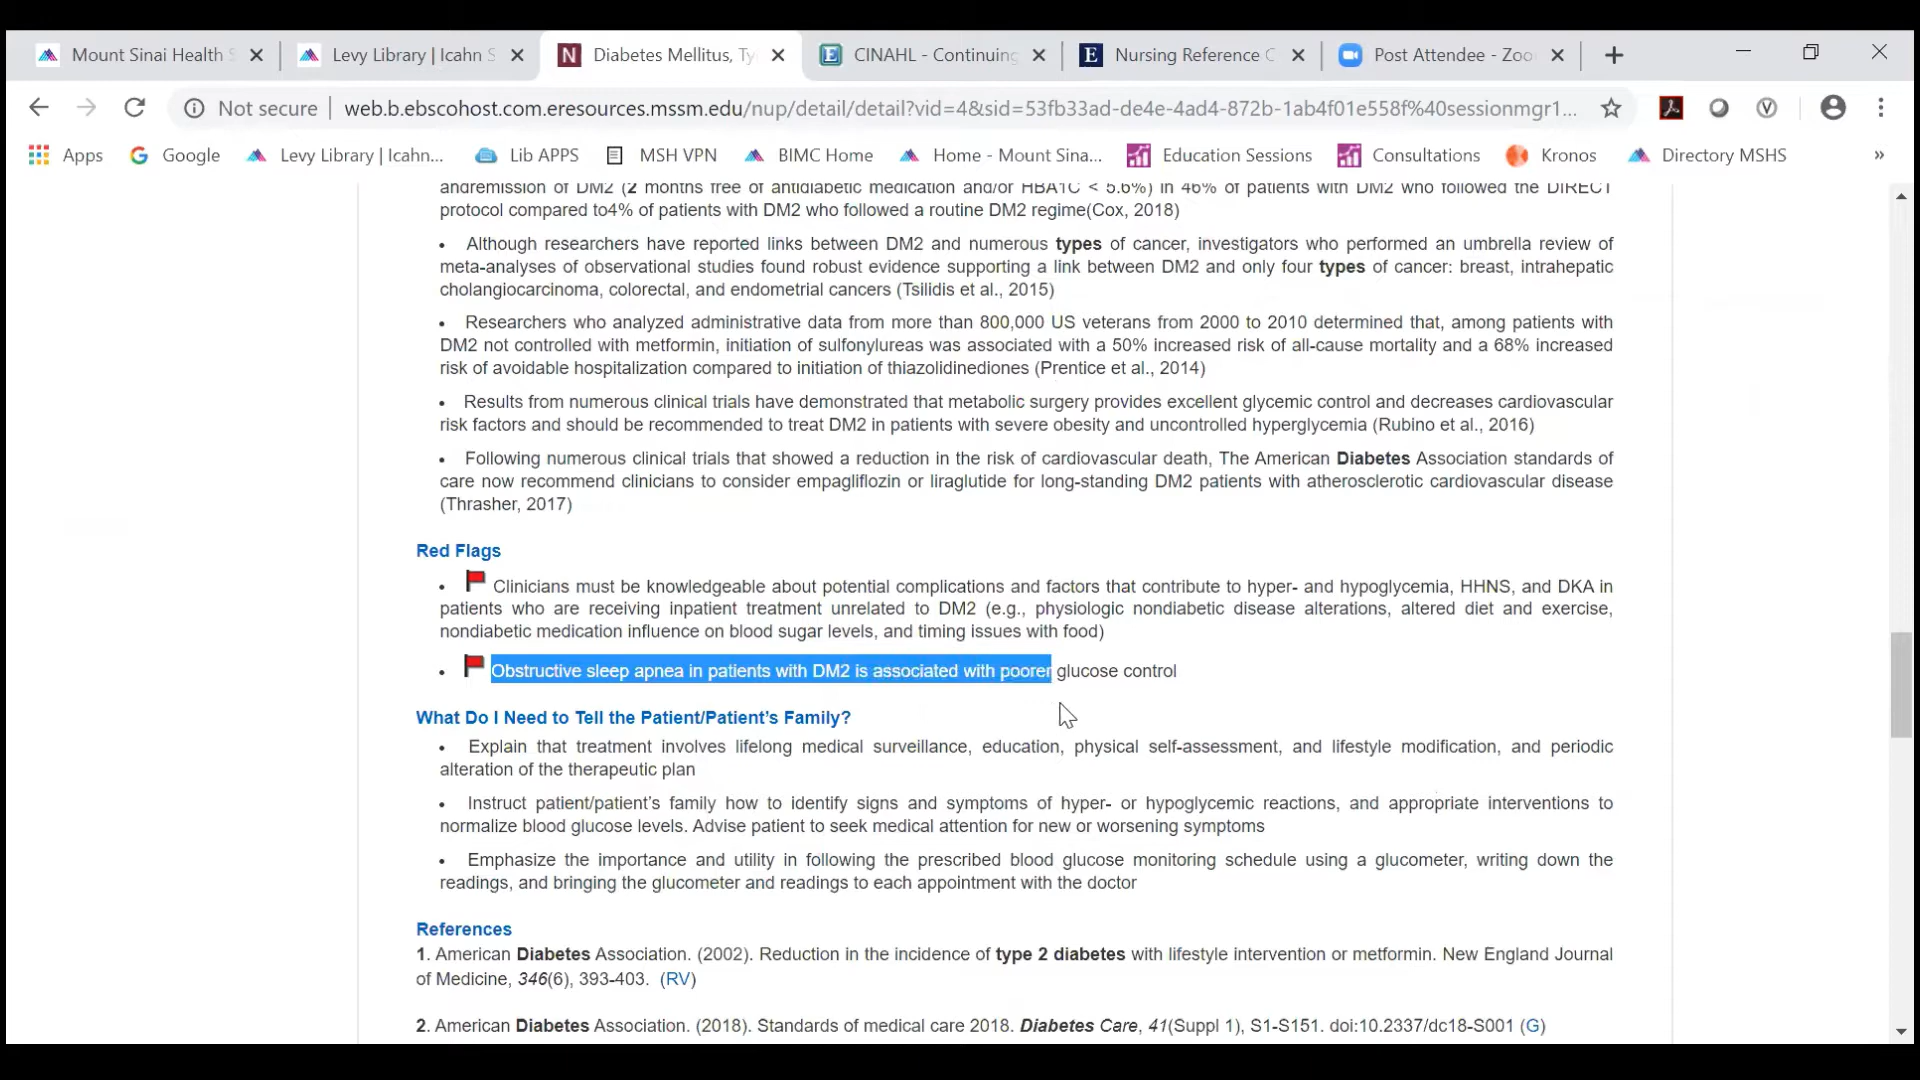 Mount Sinai Health S
Levy Library | Icahn S
Diabetes Mellitus, Ty
CINAHL - Continuing
Nursing Reference C
Post Attendee - Zoo
Not secure
web.b.ebscohost.com.eresources.mssm.edu/nup/detail/detail?vid=4&sid=53fb33ad-de4e-4ad4-872b-1ab4f01e558f%40sessionmgr1...
Apps
Google
Levy Library | Icahn...
Lib APPS
MSH VPN
BIMC Home
Home - Mount Sina...
Education Sessions
Consultations
Kronos
Directory MSHS
»
andremission of DM2 (2 months free of antidiabetic medication and/or HBA1C < 5.6%) in 46% of patients with DM2 who followed the DIRECT
protocol compared to4% of patients with DM2 who followed a routine DM2 regime(Cox, 2018)
• Although researchers have reported links between DM2 and numerous types of cancer, investigators who performed an umbrella review of
meta-analyses of observational studies found robust evidence supporting a link between DM2 and only four types of cancer: breast, intrahepatic
cholangiocarcinoma, colorectal, and endometrial cancers (Tsilidis et al., 2015)
• Researchers who analyzed administrative data from more than 800,000 US veterans from 2000 to 2010 determined that, among patients with
DM2 not controlled with metformin, initiation of sulfonylureas was associated with a 50% increased risk of all-cause mortality and a 68% increased
risk of avoidable hospitalization compared to initiation of thiazolidinediones (Prentice et al., 2014)
• Results from numerous clinical trials have demonstrated that metabolic surgery provides excellent glycemic control and decreases cardiovascular
risk factors and should be recommended to treat DM2 in patients with severe obesity and uncontrolled hyperglycemia (Rubino et al., 2016)
• Following numerous clinical trials that showed a reduction in the risk of cardiovascular death, The American Diabetes Association standards of
care now recommend clinicians to consider empagliflozin or liraglutide for long-standing DM2 patients with atherosclerotic cardiovascular disease
(Thrasher, 2017)
Red Flags
• Clinicians must be knowledgeable about potential complications and factors that contribute to hyper- and hypoglycemia, HHNS, and DKA in
patients who are receiving inpatient treatment unrelated to DM2 (e.g., physiologic nondiabetic disease alterations, altered diet and exercise,
nondiabetic medication influence on blood sugar levels, and timing issues with food)
• Obstructive sleep apnea in patients with DM2 is associated with poorer glucose control
What Do I Need to Tell the Patient/Patient's Family?
• Explain that treatment involves lifelong medical surveillance, education, physical self-assessment, and lifestyle modification, and periodic
alteration of the therapeutic plan
• Instruct patient/patient's family how to identify signs and symptoms of hyper- or hypoglycemic reactions, and appropriate interventions to
normalize blood glucose levels. Advise patient to seek medical attention for new or worsening symptoms
• Emphasize the importance and utility in following the prescribed blood glucose monitoring schedule using a glucometer, writing down the
readings, and bringing the glucometer and readings to each appointment with the doctor
References
1. American Diabetes Association. (2002). Reduction in the incidence of type 2 diabetes with lifestyle intervention or metformin. New England Journal
of Medicine, 346(6), 393-403. (RV)
2. American Diabetes Association. (2018). Standards of medical care 2018. Diabetes Care, 41(Suppl 1), S1-S151. doi:10.2337/dc18-S001 (G)